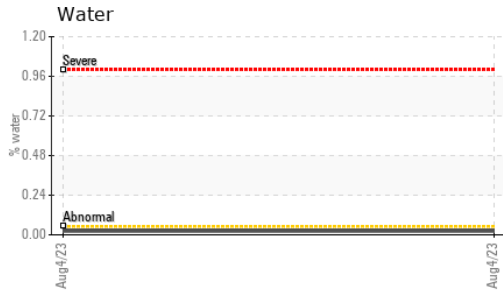 Water
1.20
Severe
0.96
0.72
% water
0.48
0.24
Abnormal
0.00
Aug4/23
Aug4/23